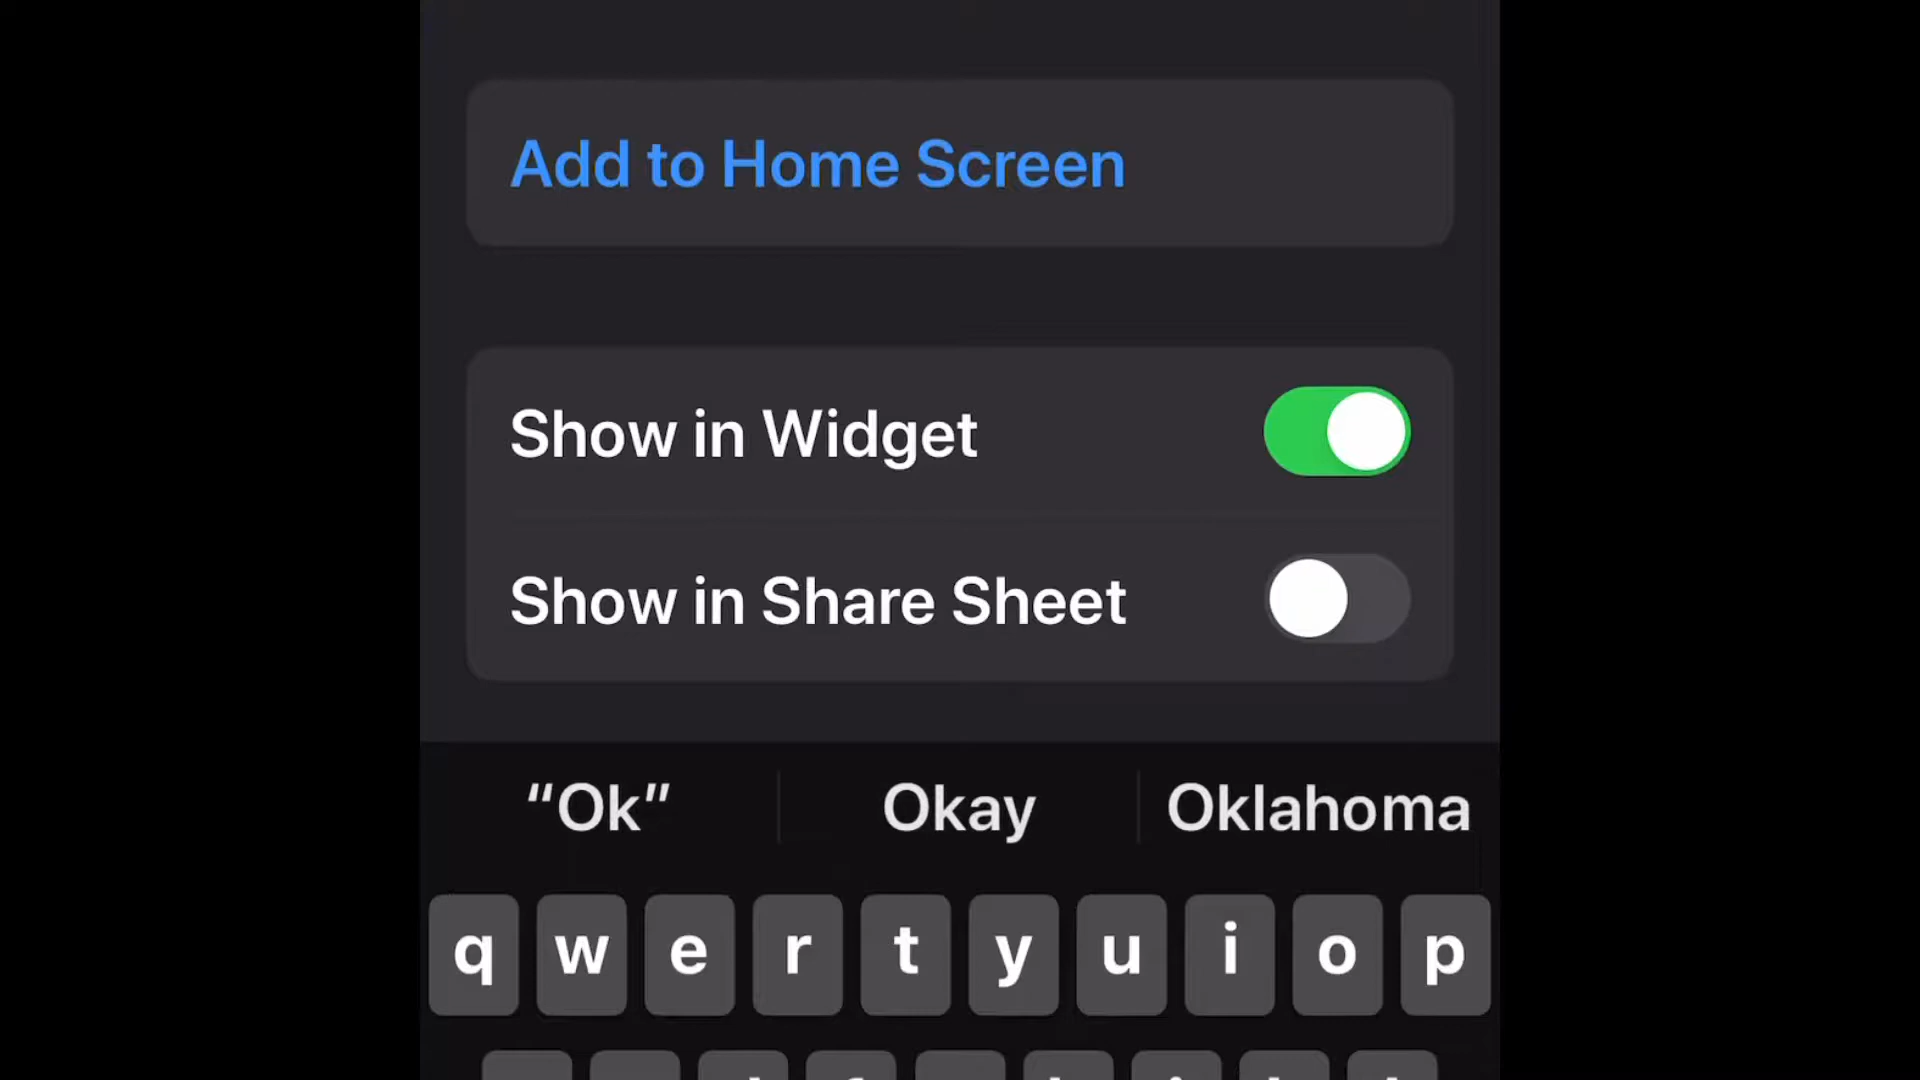 Add to Home Screen
Show in Widget
Show in Share Sheet
“Ok” Okay Oklahoma
q w e r t y u i o p